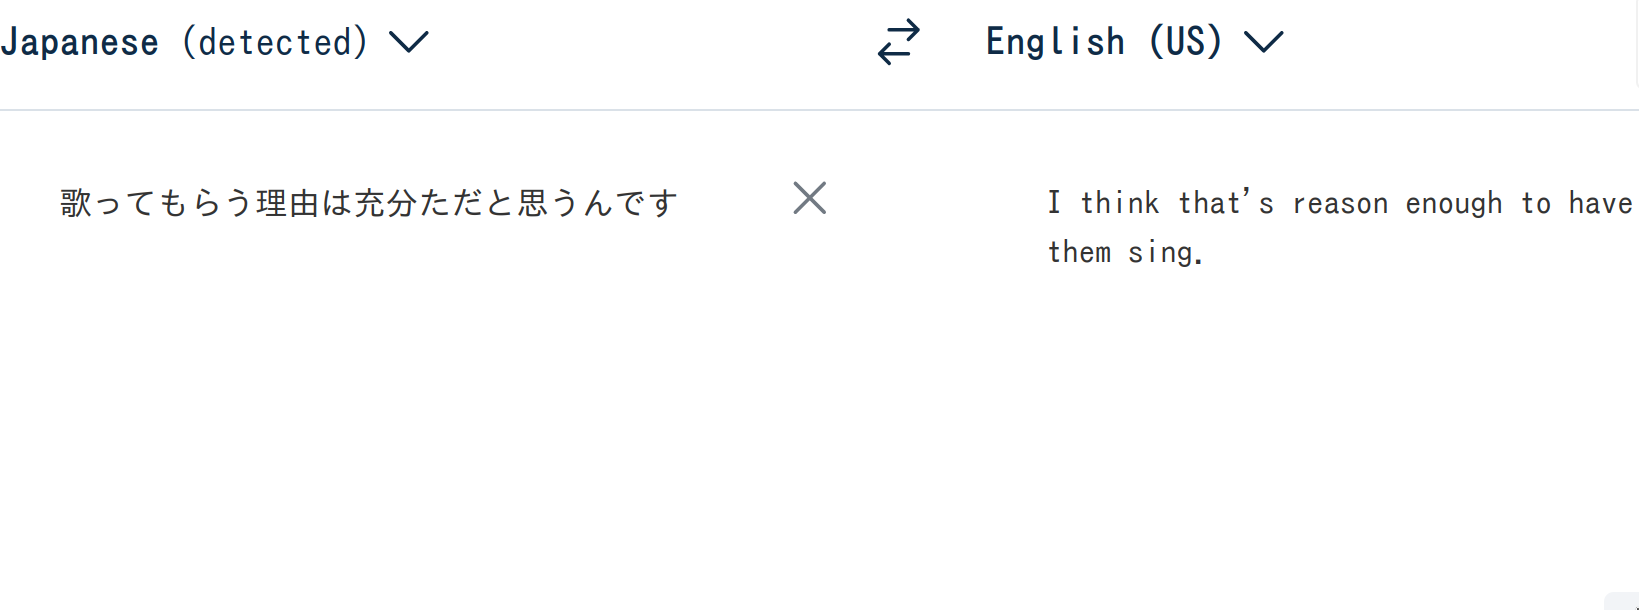 Japanese (detected)
English (US)
歌ってもらう理由は充分ただと思うんです
I think that's reason enough to have
them sing.